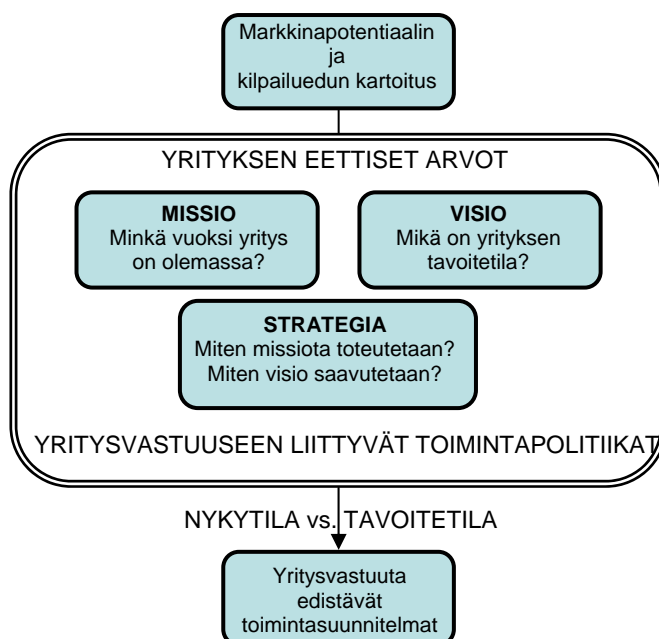 Markkinapotentiaalin
ja
kilpailuedun kartoitus
YRITYKSEN EETTISET ARVOT
MISSIO
Minkä vuoksi yritys
on olemassa?
VISIO
Mikä on yrityksen
tavoitetila?
STRATEGIA
Miten missiota toteutetaan?
Miten visio saavutetaan?
YRITYSVASTUUSEEN LIITTYVÄT TOIMINTAPOLITIIKAT
NYKYTILA vs. TAVOITETILA
Yritysvastuuta
edistävät
toimintasuunnitelmat